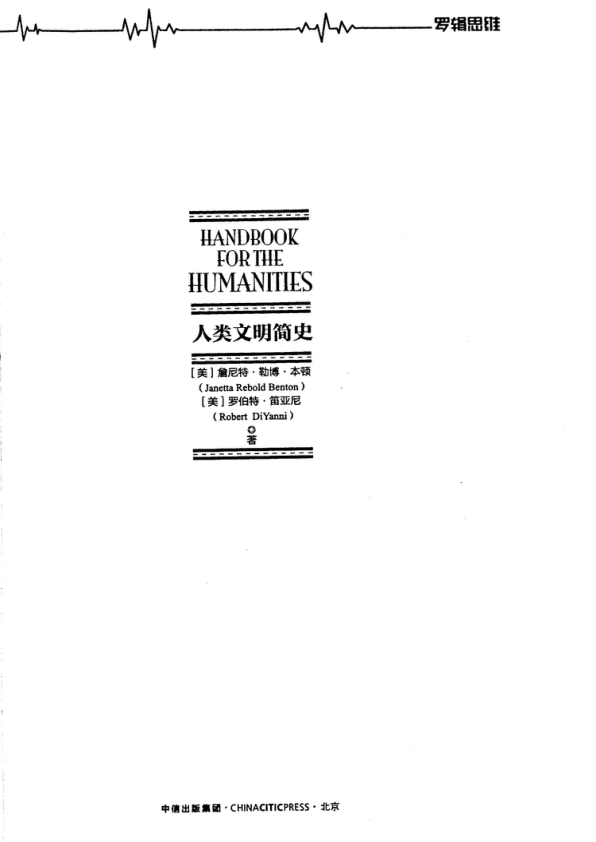 罗辑思维
HANDBOOK
FOR THE
HUMANITIES
人类文明简史
［美］詹尼特·勒博·本顿
（Janetta Rebold Benton）
［美］罗伯特·笛亚尼
（Robert DiYanni）
◎
著
中信出版集團·CHINACITICPRESS·北京